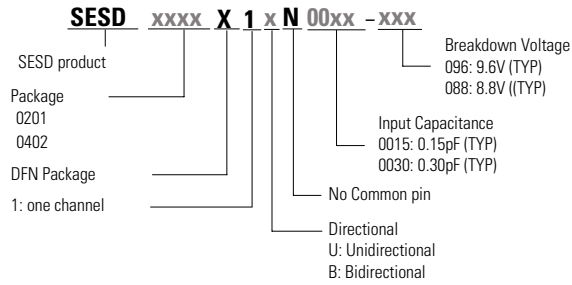 SESD xxxx X 1 x N 00xx - xxx
Breakdown Voltage
096: 9.6V (TYP)
088: 8.8V ((TYP)
SESD product
Package
0201
0402
Input Capacitance
0015: 0.15pF (TYP)
0030: 0.30pF (TYP)
DFN Package
No Common pin
1: one channel
Directional
U: Unidirectional
B: Bidirectional